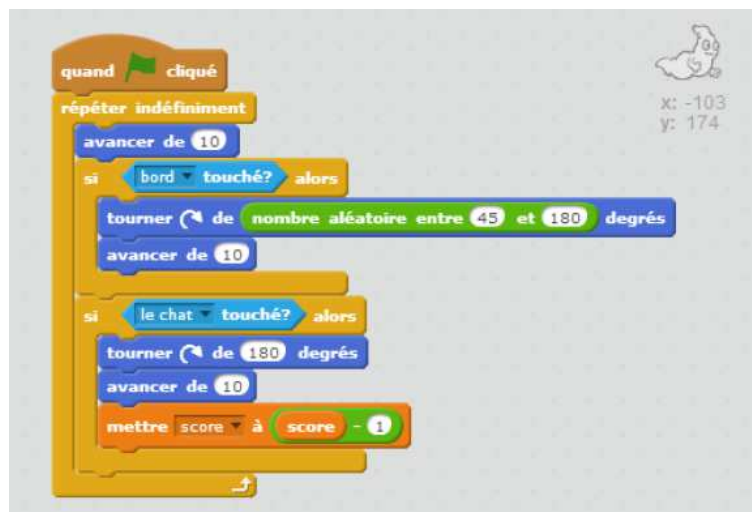 quand cliqué
x: -103
répéter indéfiniment
y: 174
avancer de 10
si bord touché? alors
tourner de nombre aléatoire entre 45 et 180 degrés
avancer de 10
si le chat touché? alors
tourner de 180 degrés
avancer de 10
mettre score à score - 1